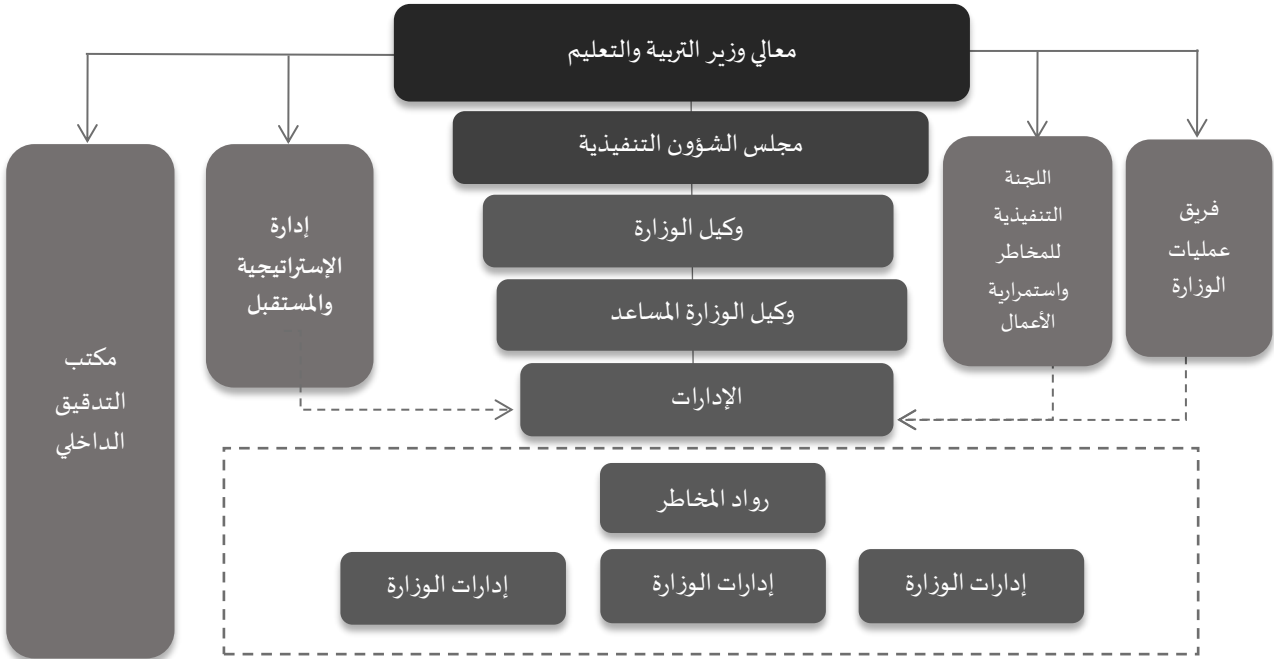 معالي وزير التربية والتعليم
مجلس الشؤون التنفيذية
وكيل الوزارة
وكيل الوزارة المساعد
الإدارات
فريق
عمليات
الوزارة
اللجنة
التنفيذية
للمخاطر
واستمرارية
الأعمال
إدارة
الإستراتيجية
والمستقبل
مكتب
التدقيق
الداخلي
رواد المخاطر
إدارات الوزارة
إدارات الوزارة
إدارات الوزارة